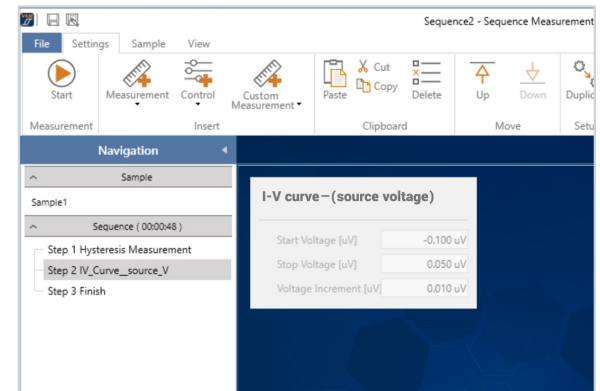 Sequence2 - Sequence Measurement
File Settings Sample View
Start Measurement Control Custom Measurement Paste Cut Copy Delete Up Down
Measurement Insert Clipboard Move
Navigation
Sample
Sample1
Sequence ( 00:00:48 )
Step 1 Hysteresis Measurement
Step 2 IV_Curve__source_V
Step 3 Finish
I-V curve—(source voltage)
Start Voltage [uV] -0.100 uV
Stop Voltage [uV] 0.050 uV
Voltage Increment [uV] 0.010 uV